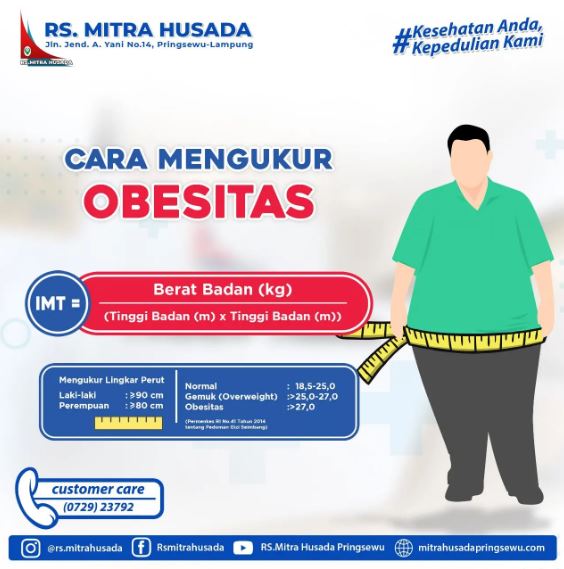 RS. MITRA HUSADA
Jln. Jend. A. Yani No.14, Pringsewu-Lampung
RS.MITRA HUSADA
#Kesehatan Anda,
Kepedulian Kami
CARA MENGUKUR
OBESITAS
IMT =
Berat Badan (kg)
(Tinggi Badan (m) x Tinggi Badan (m))
Mengukur Lingkar Perut
Laki-laki :≥90 cm
Perempuan :≥80 cm
Normal : 18,5-25,0
Gemuk (Overweight) :>25,0-27,0
Obesitas :>27,0
(Permenkes RI No.41 Tahun 2014
tentang Pedoman Gizi Seimbang)
customer care
(0729) 23792
@rs.mitrahusada
Rsmitrahusada
RS.Mitra Husada Pringsewu
mitrahusadapringsewu.com